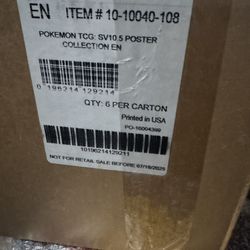 EN ITEM # 10-10040-108
POKEMON TCG: SV10.5 POSTER
COLLECTION EN
0 196214 129214
QTY: 6 PER CARTON
Printed in USA
PO-16004399
10196214129211
NOT FOR RETAIL SALE BEFORE 07/18/2025